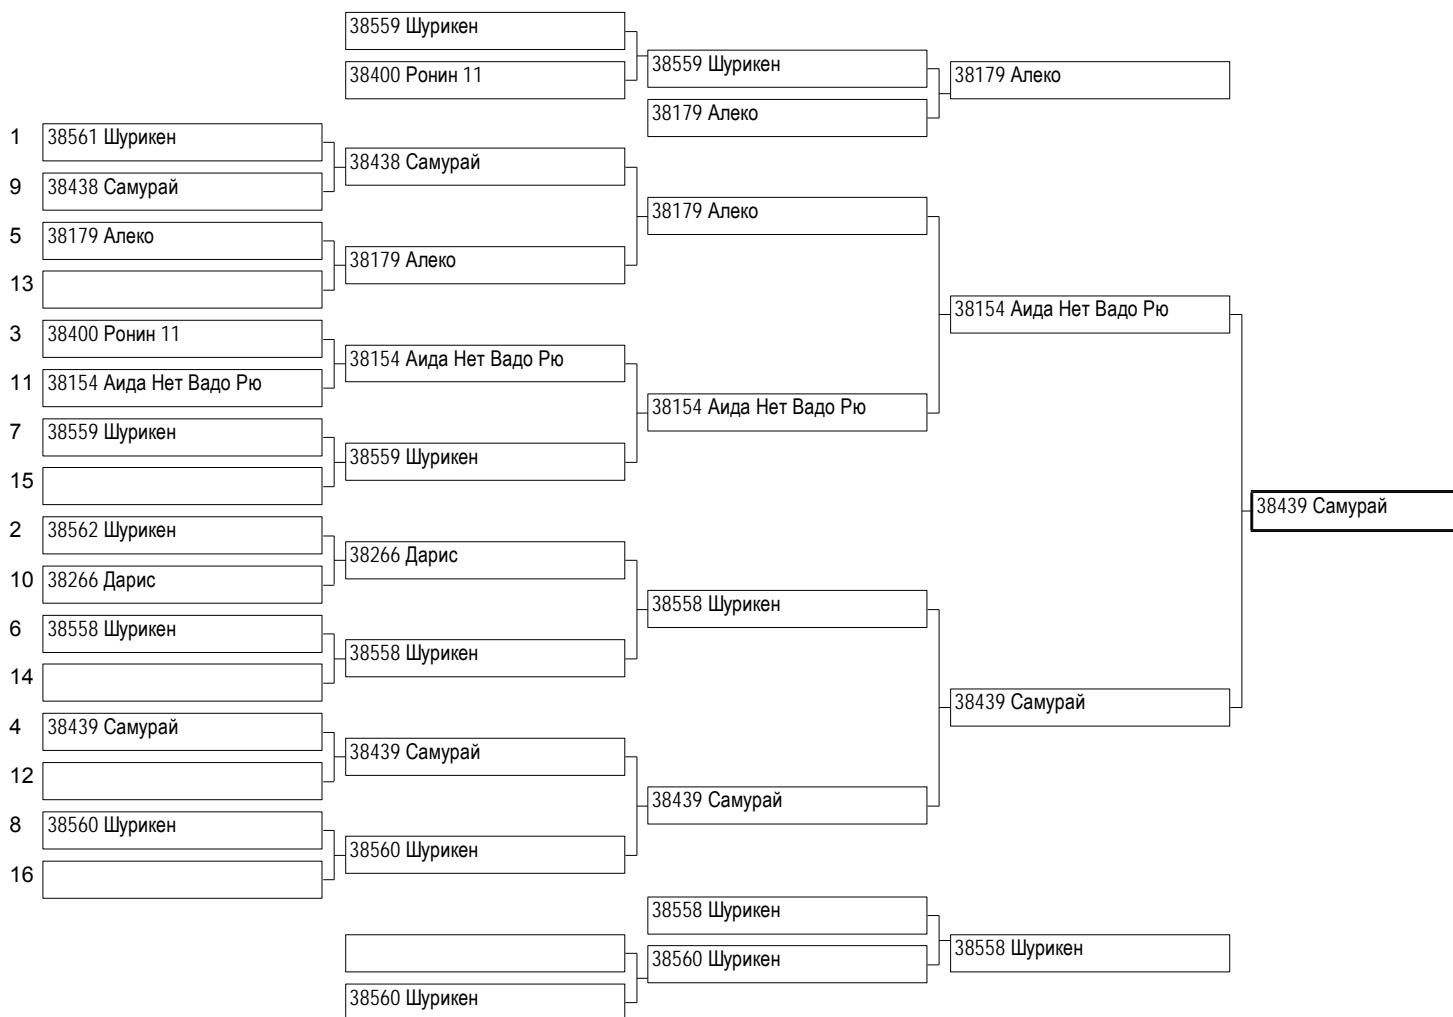 38559 Шурикен
38400 Ронин 11
38559 Шурикен
38179 Алеко
38179 Алеко
1 38561 Шурикен
9 38438 Самурай
38438 Самурай
5 38179 Алеко
13
38179 Алеко
38179 Алеко
3 38400 Ронин 11
11 38154 Аида Нет Вадо Рю
38154 Аида Нет Вадо Рю
7 38559 Шурикен
15
38559 Шурикен
38154 Аида Нет Вадо Рю
38154 Аида Нет Вадо Рю
2 38562 Шурикен
10 38266 Дарис
38266 Дарис
6 38558 Шурикен
14
38558 Шурикен
38558 Шурикен
4 38439 Самурай
12
38439 Самурай
8 38560 Шурикен
16
38560 Шурикен
38439 Самурай
38439 Самурай
38439 Самурай
38560 Шурикен
38558 Шурикен
38560 Шурикен
38558 Шурикен